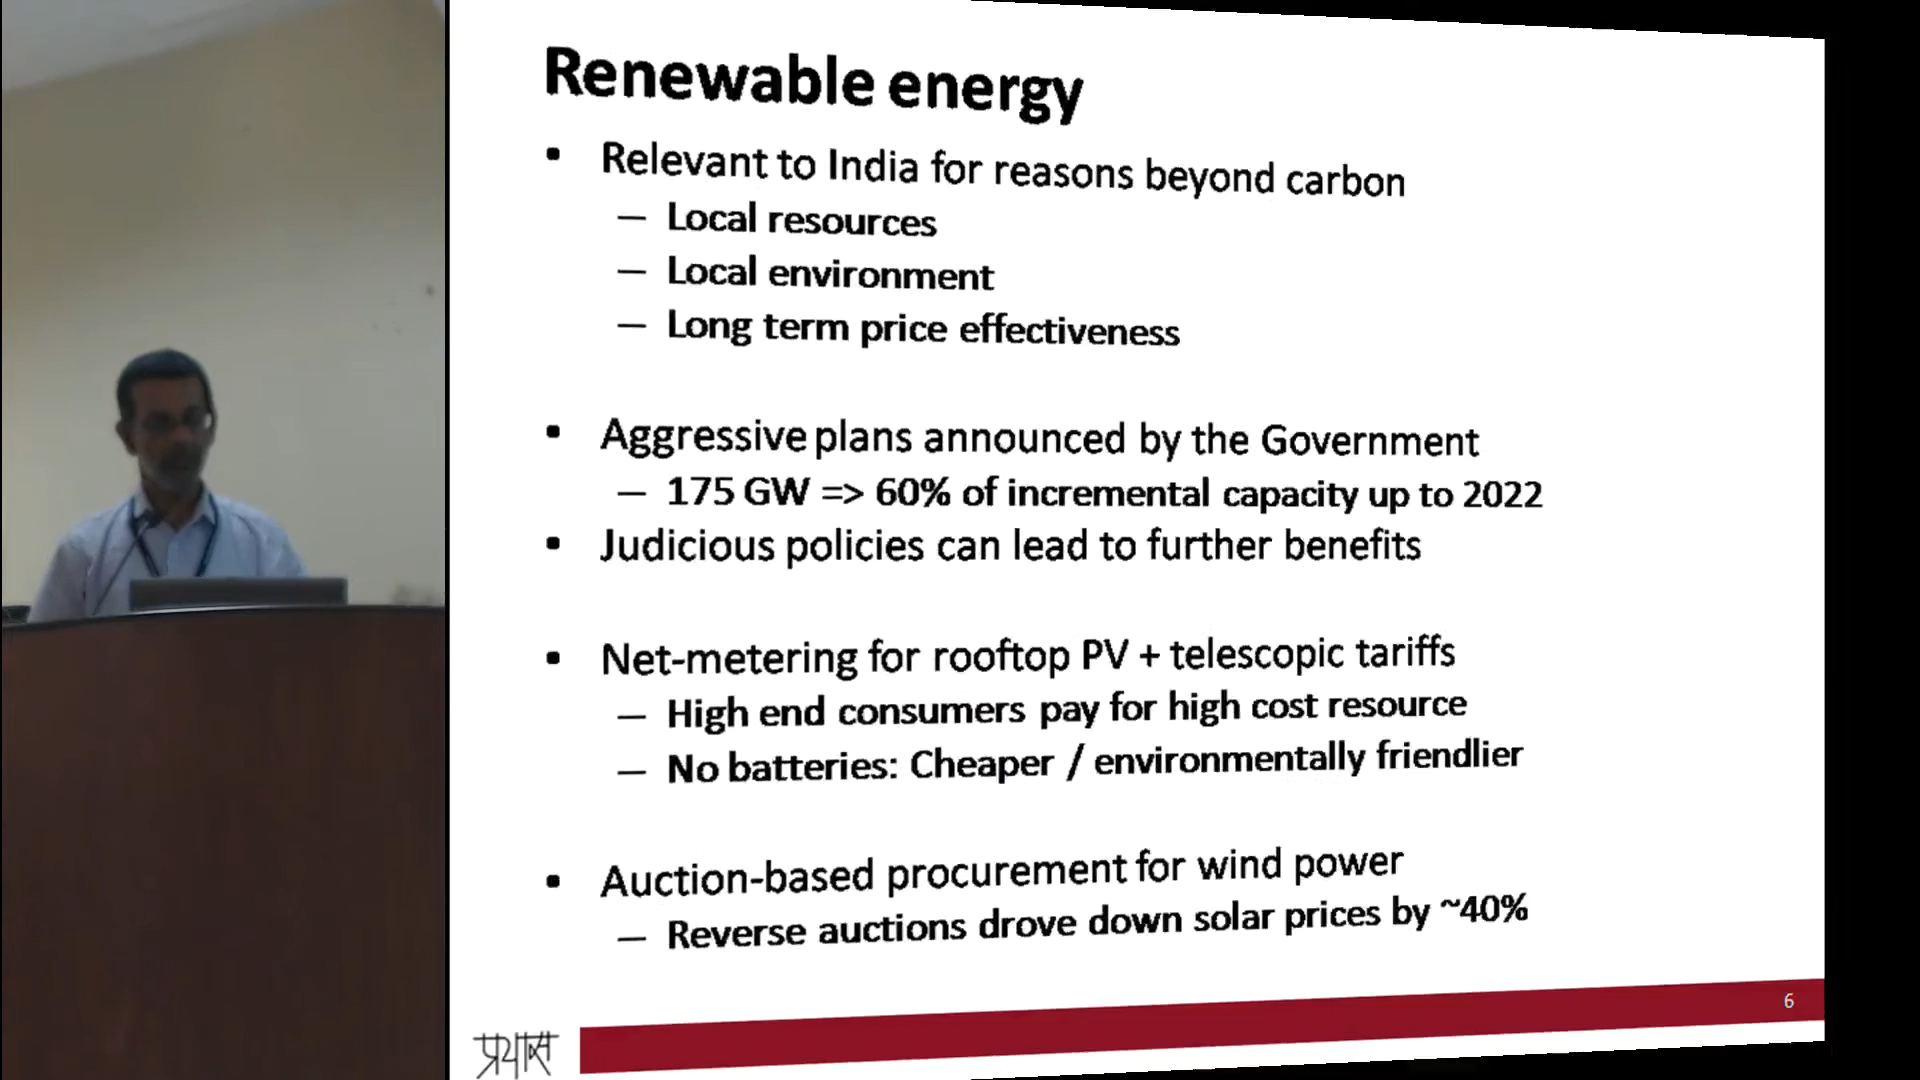 Renewable energy
▪ Relevant to India for reasons beyond carbon
— Local resources
— Local environment
— Long term price effectiveness
▪ Aggressive plans announced by the Government
— 175 GW => 60% of incremental capacity up to 2022
▪ Judicious policies can lead to further benefits
▪ Net-metering for rooftop PV + telescopic tariffs
— High end consumers pay for high cost resource
— No batteries: Cheaper / environmentally friendlier
▪ Auction-based procurement for wind power
— Reverse auctions drove down solar prices by ~40%
6
प्रयास